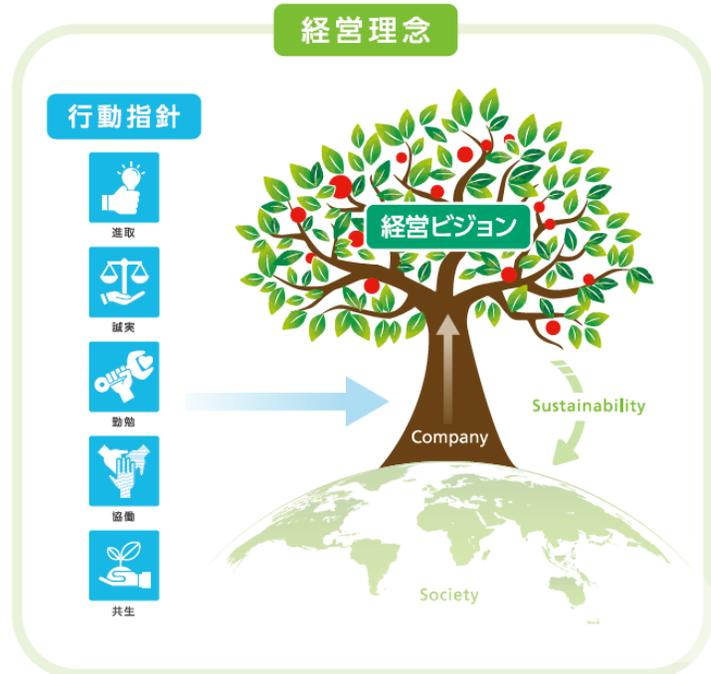 経営理念
行動指針
進取
誠実
勤勉
協働
共生
経営ビジョン
Company
Sustainability
Society